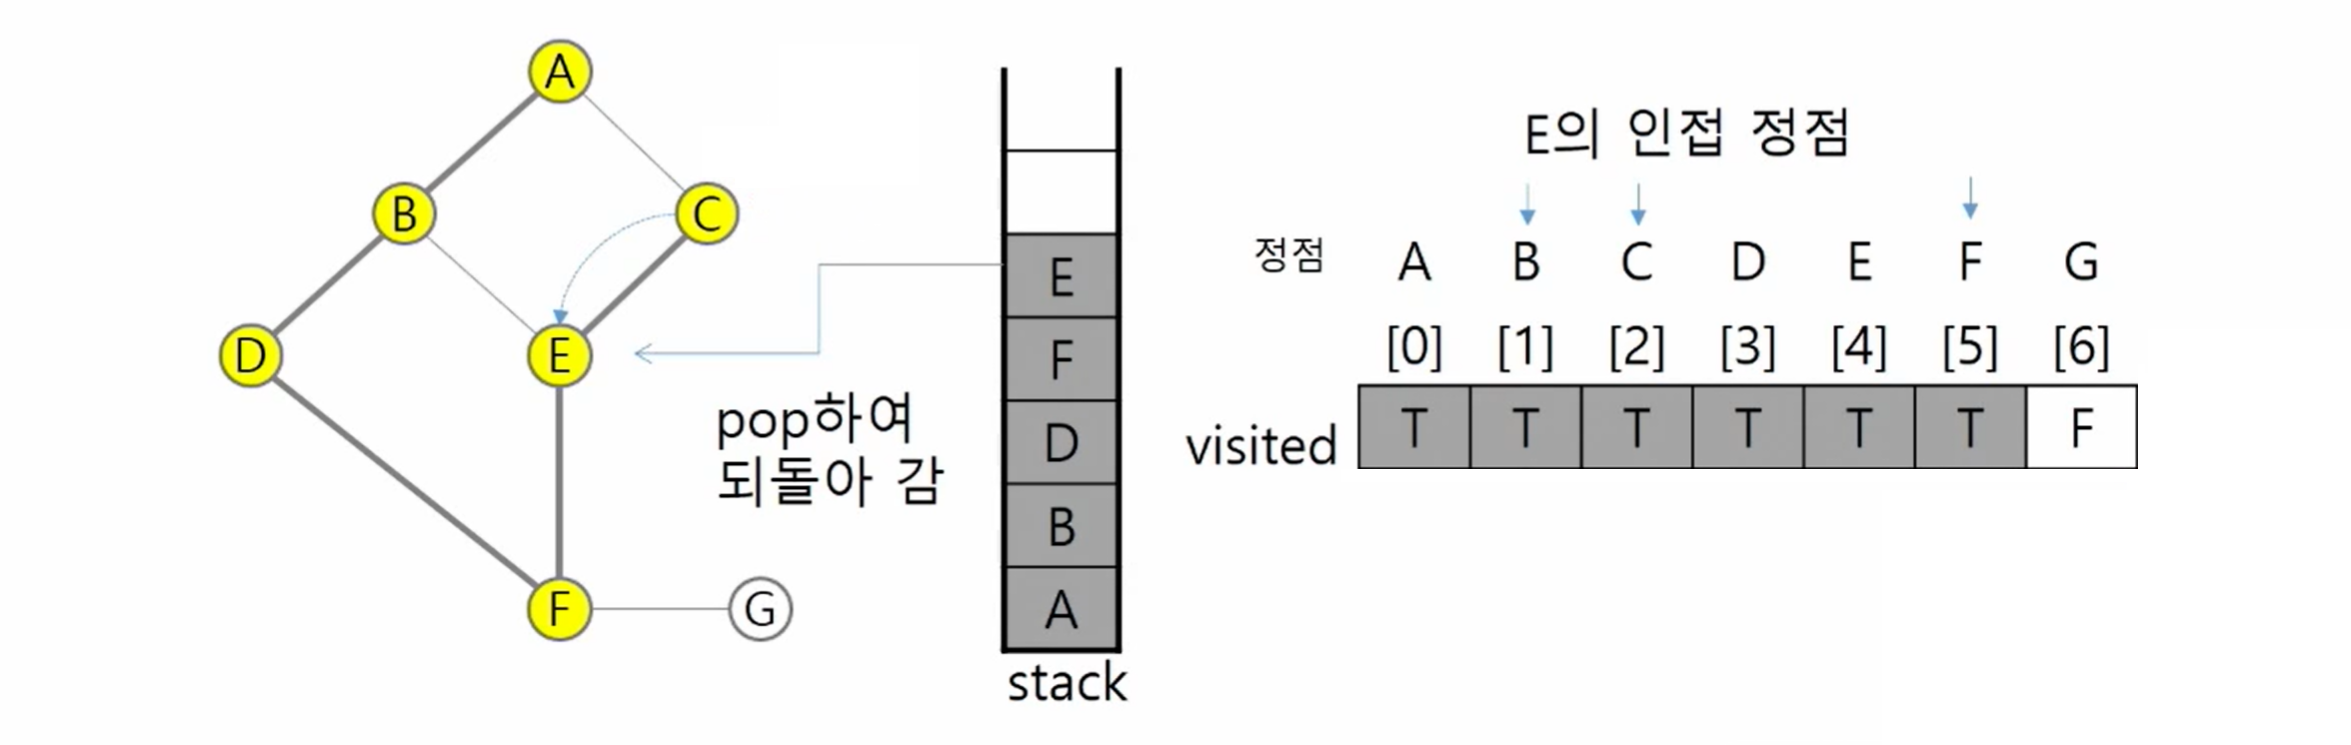 A
B
C
D
E
F
G
pop하여
되돌아 감
E
F
D
B
A
stack
E의 인접 정점
정점 A B C D E F G
[0] [1] [2] [3] [4] [5] [6]
visited T T T T T T F